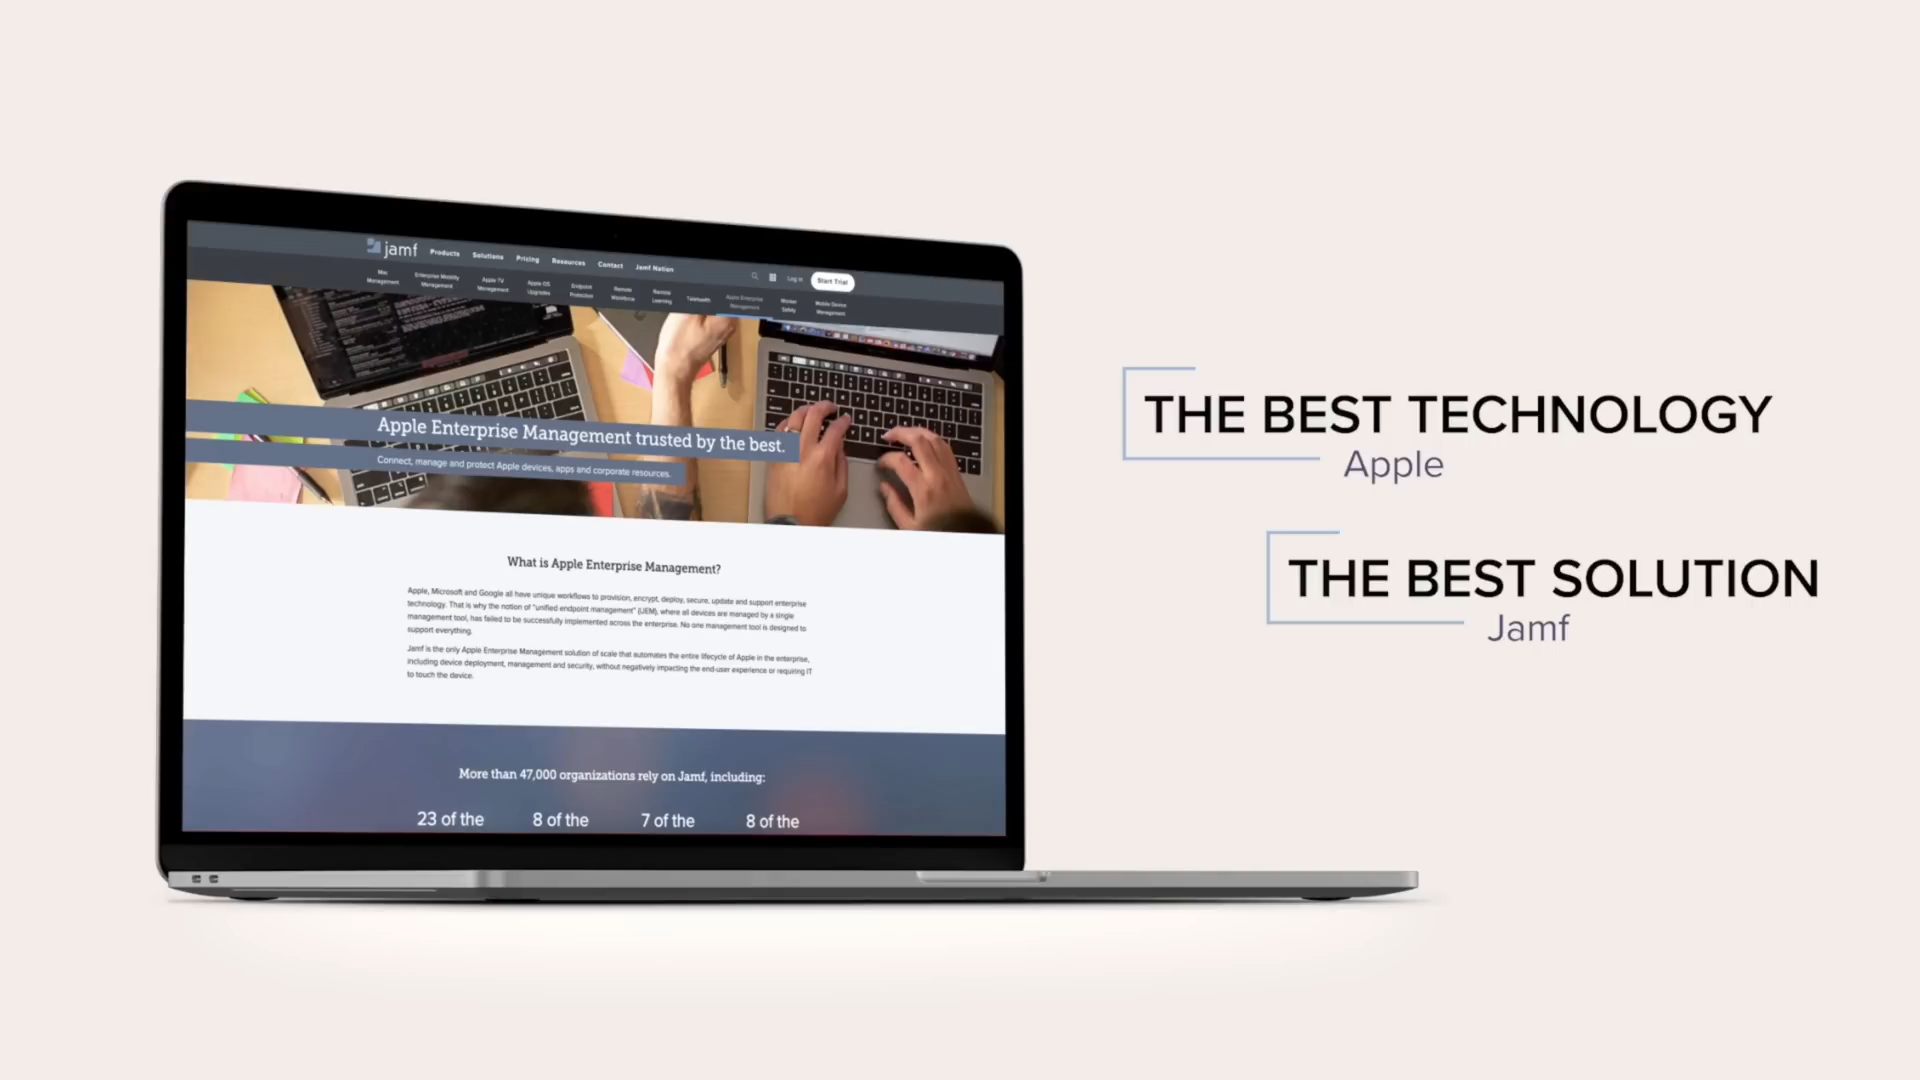 jamf
Products
Solutions
Pricing
Resources
Contact
Jamf Nation
Log in
Start Trial
Mac
Management
Enterprise Mobility
Management
Apple TV
Management
Apple OS
Upgrades
Endpoint
Protection
Remote
Workforce
Remote
Learning
Telehealth
Apple Enterprise
Management
Worker
Safety
Mobile Device
Management
Apple Enterprise Management trusted by the best.
Connect, manage and protect Apple devices, apps and corporate resources.
What is Apple Enterprise Management?
Apple, Microsoft and Google all have unique workflows to provision, encrypt, deploy, secure, update and support enterprise
technology. That is why the notion of "unified endpoint management" (UEM), where all devices are managed by a single
management tool, has failed to be successfully implemented across the enterprise. No one management tool is designed to
support everything.
Jamf is the only Apple Enterprise Management solution of scale that automates the entire lifecycle of Apple in the enterprise,
including device deployment, management and security, without negatively impacting the end-user experience or requiring IT
to touch the device.
More than 47,000 organizations rely on Jamf, including:
23 of the
8 of the
7 of the
8 of the
THE BEST TECHNOLOGY
Apple
THE BEST SOLUTION
Jamf